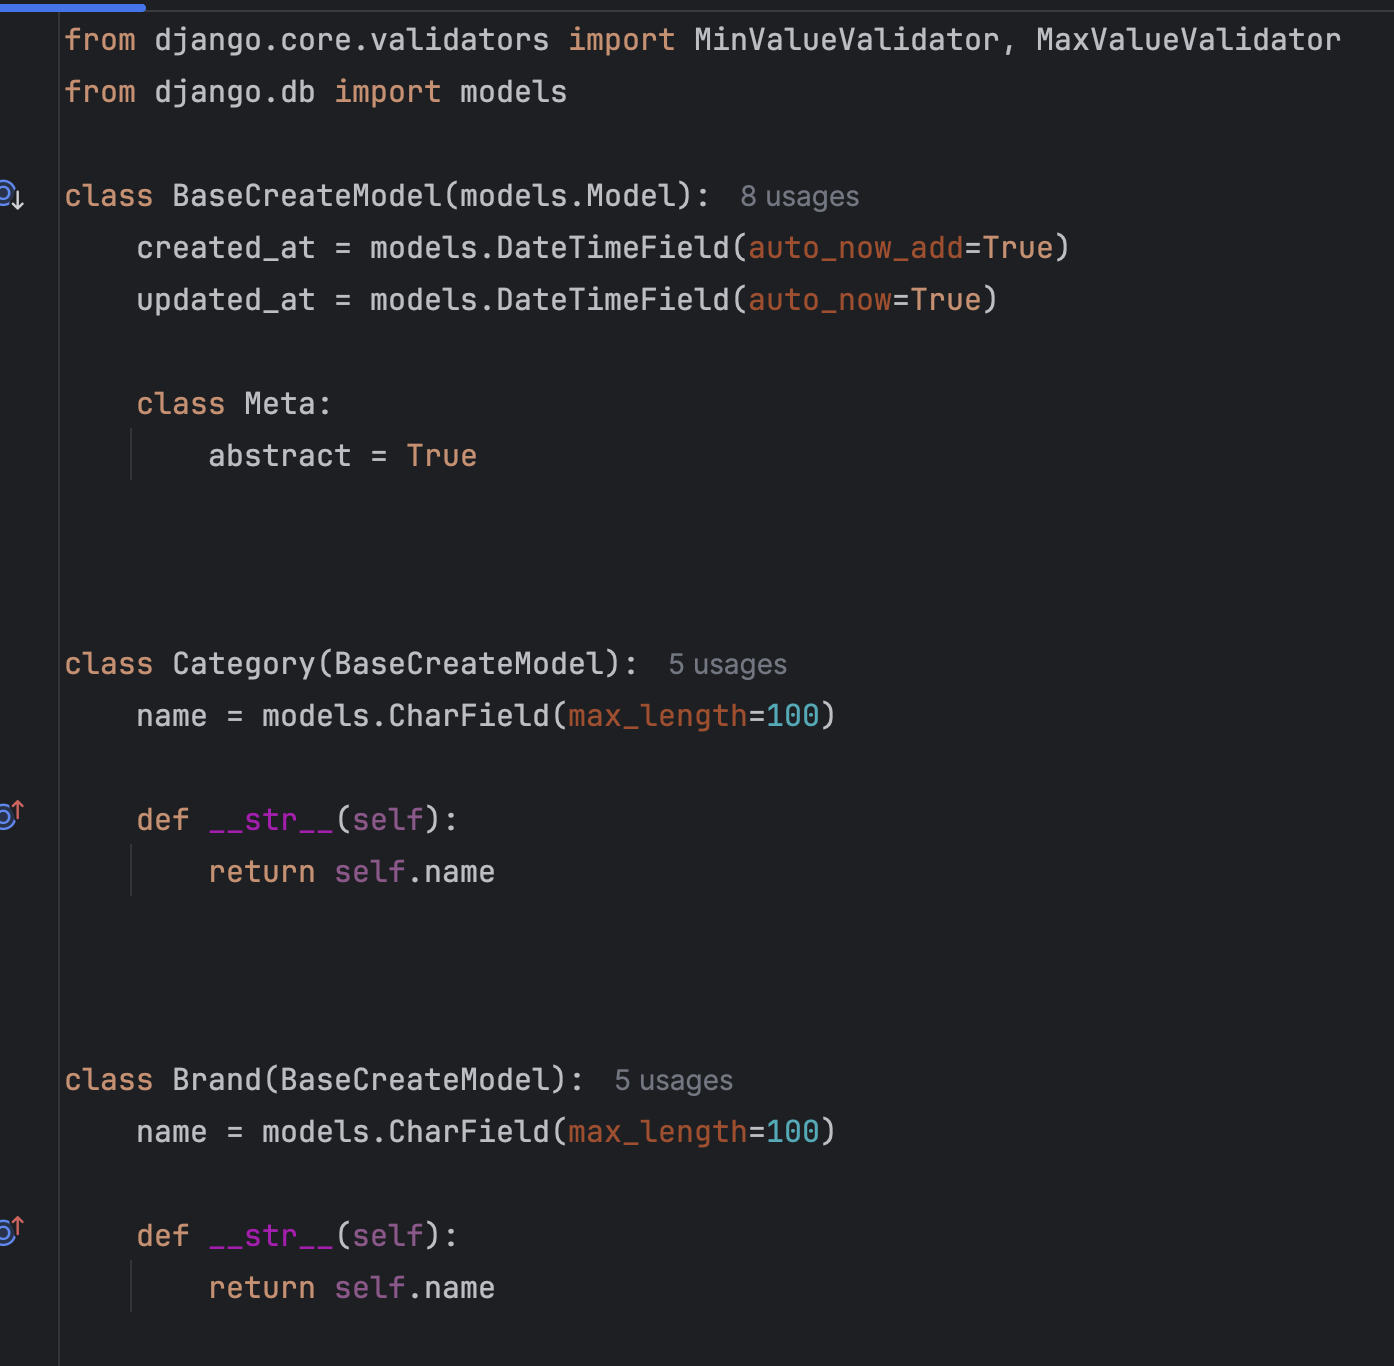 from django.core.validators import MinValueValidator, MaxValueValidator
from django.db import models
class BaseCreateModel(models.Model): 8 usages
    created_at = models.DateTimeField(auto_now_add=True)
    updated_at = models.DateTimeField(auto_now=True)
    class Meta:
        abstract = True
class Category(BaseCreateModel): 5 usages
    name = models.CharField(max_length=100)
    def __str__(self):
        return self.name
class Brand(BaseCreateModel): 5 usages
    name = models.CharField(max_length=100)
    def __str__(self):
        return self.name